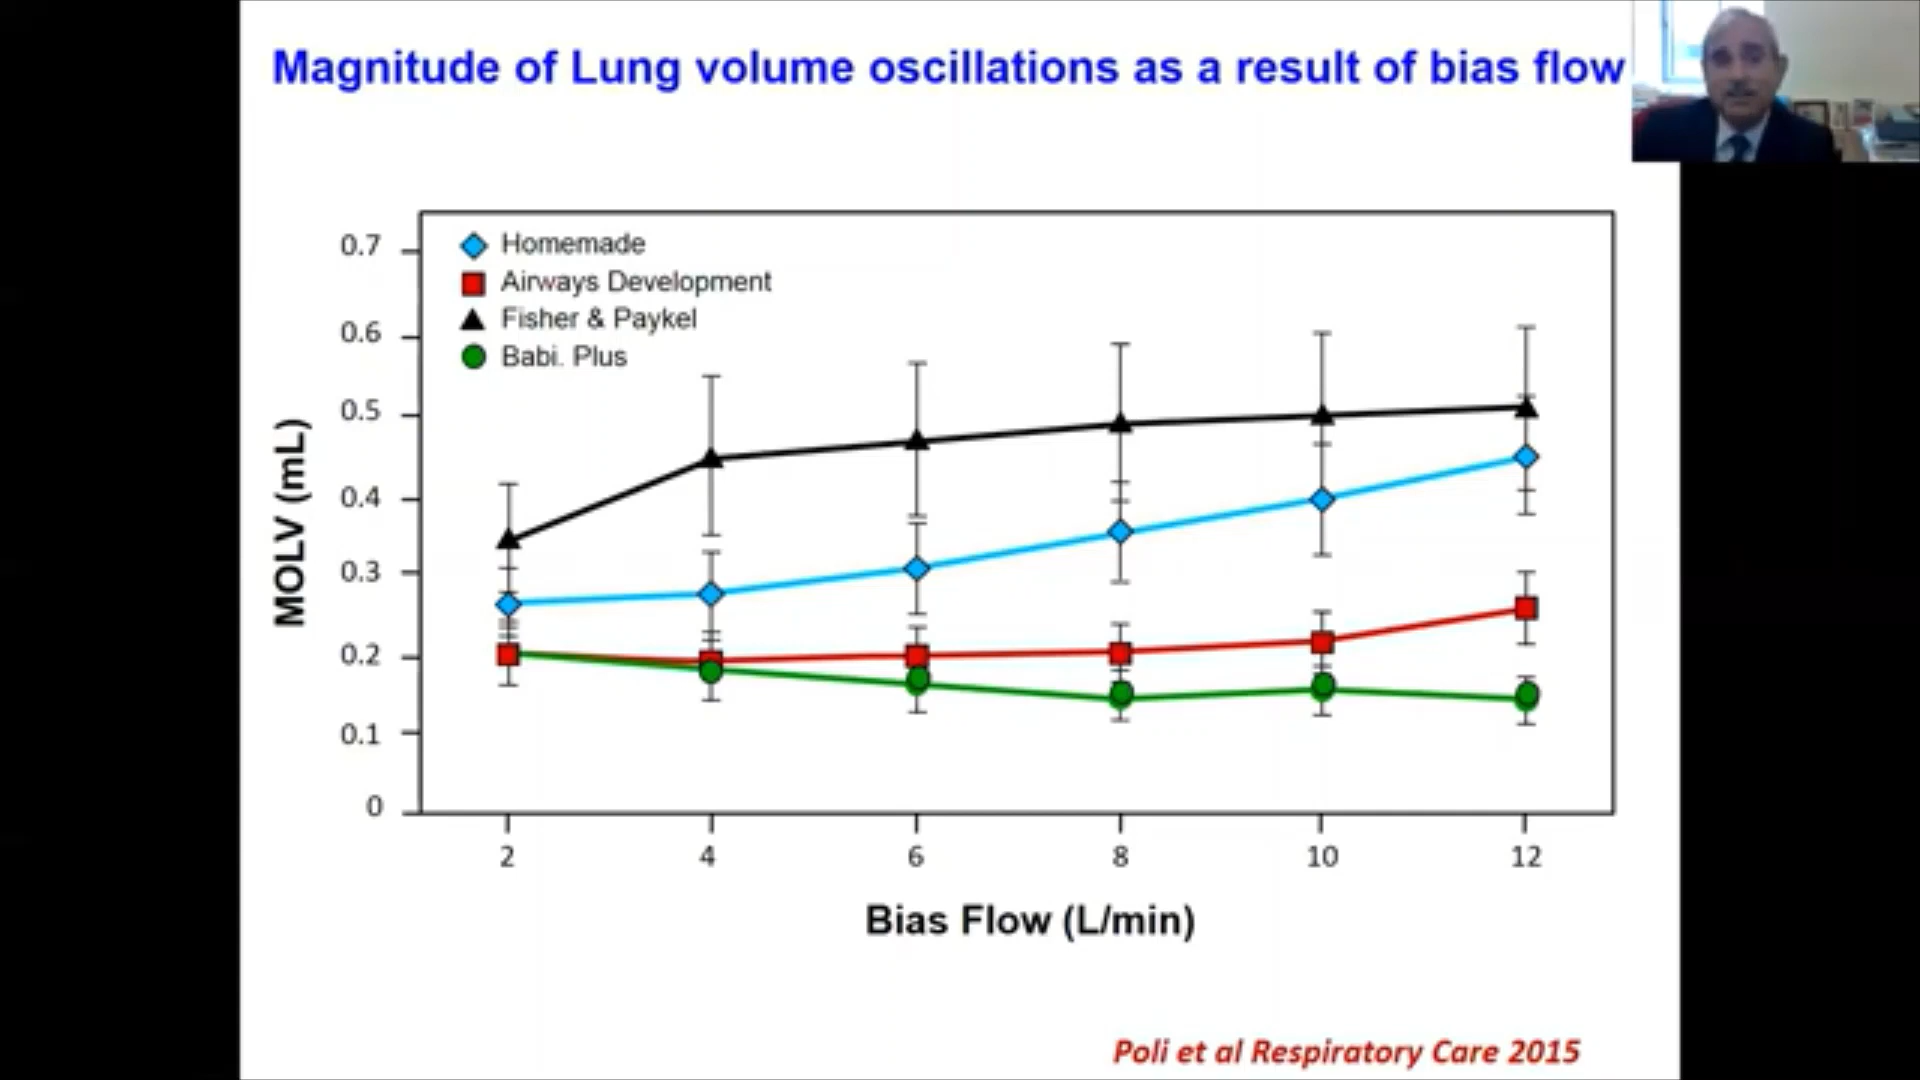 Magnitude of Lung volume oscillations as a result of bias flow
Homemade
Airways Development
Fisher & Paykel
Babi. Plus
0.7
0.6
0.5
0.4
0.3
0.2
0.1
0
MOLV (mL)
2 4 6 8 10 12
Bias Flow (L/min)
Poli et al Respiratory Care 2015